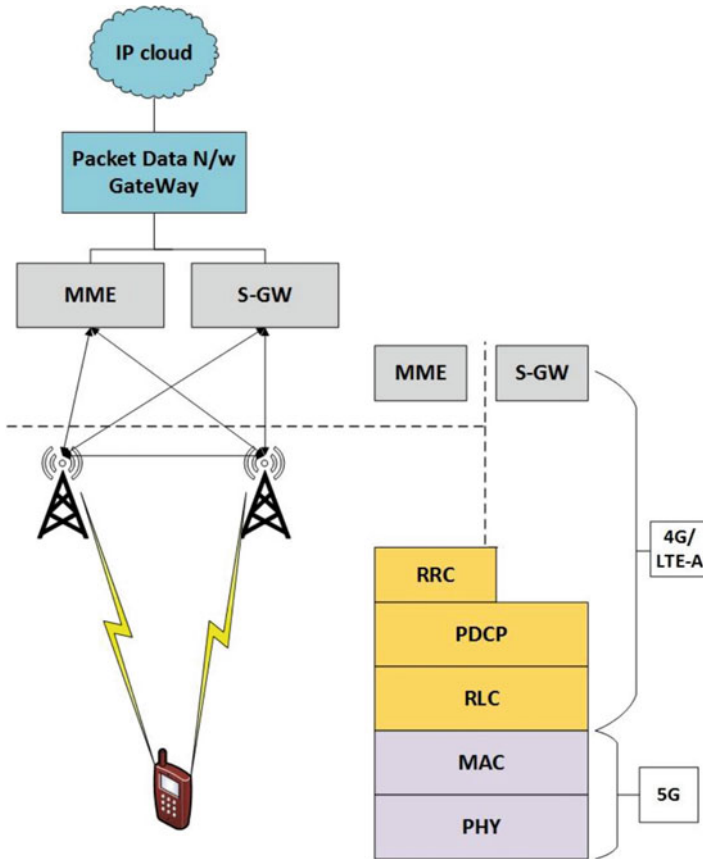 IP cloud
Packet Data N/w
GateWay
MME
S-GW
MME
S-GW
4G/
LTE-A
RRC
PDCP
RLC
MAC
5G
PHY